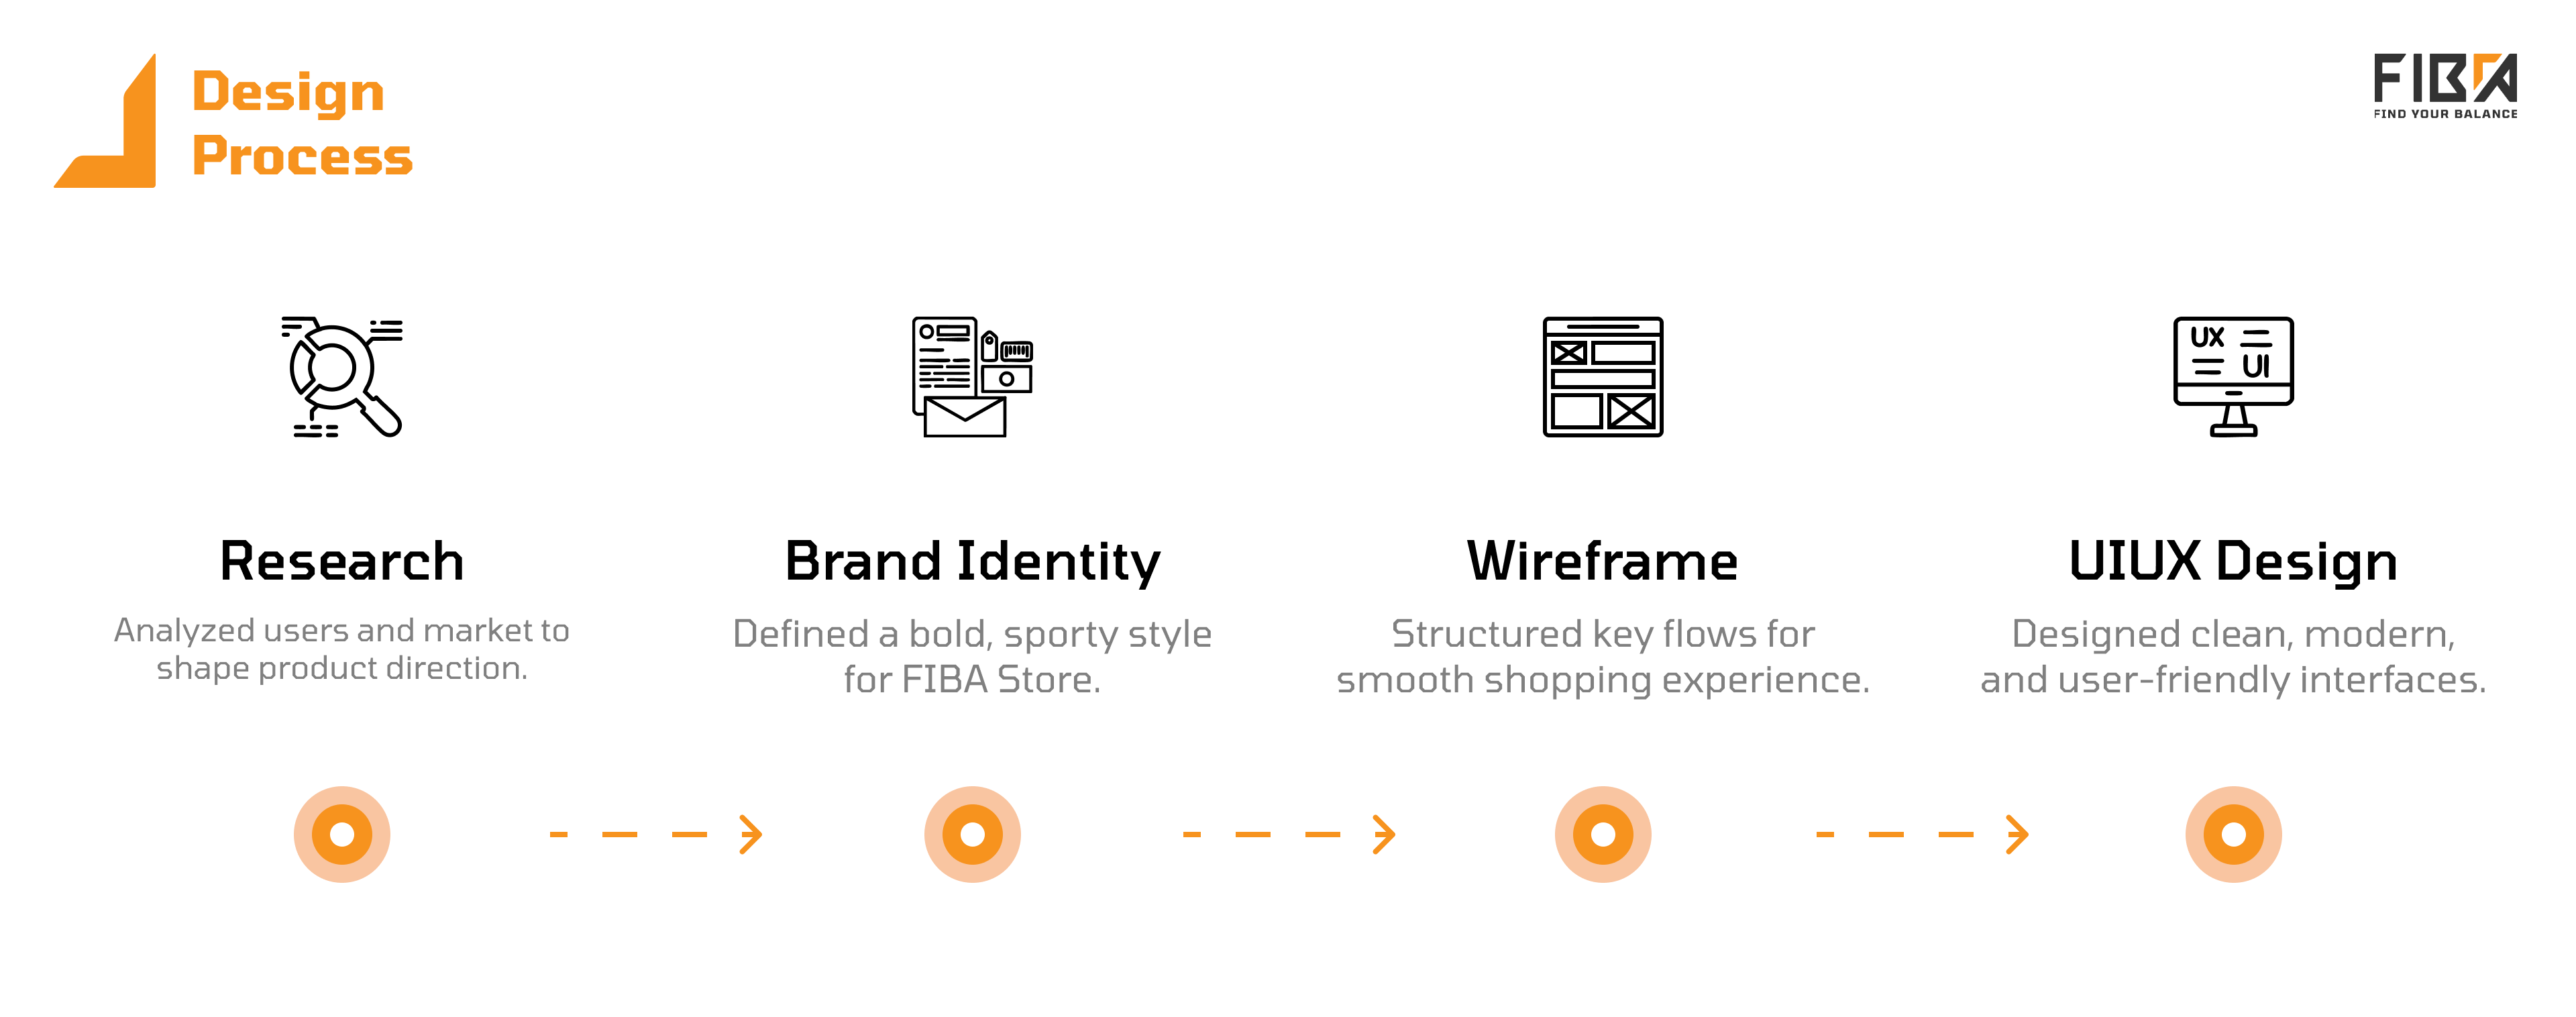 Design
Process
FIBA
FIND YOUR BALANCE
UX
UI
Research
Analyzed users and market to
shape product direction.
Brand Identity
Defined a bold, sporty style
for FIBA Store.
Wireframe
Structured key flows for
smooth shopping experience.
UIUX Design
Designed clean, modern,
and user-friendly interfaces.